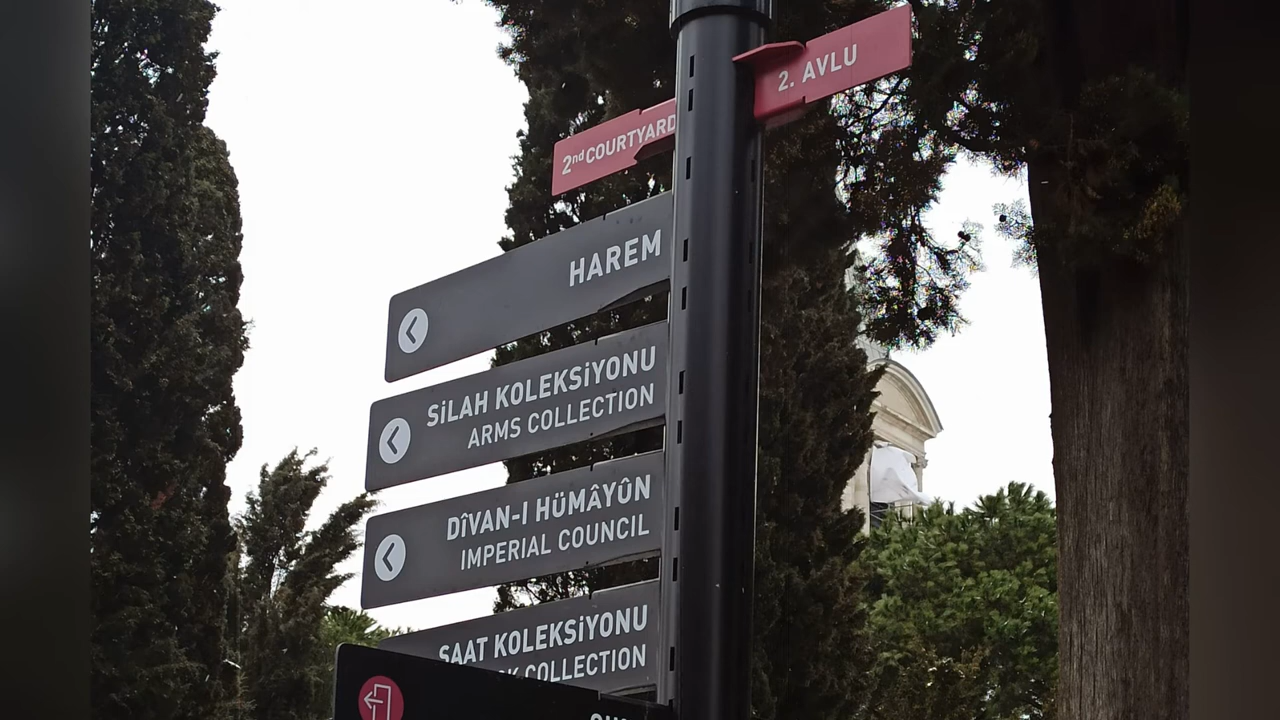 2. AVLU
2nd COURTYARD
HAREM
SİLAH KOLEKSİYONU
ARMS COLLECTION
DÎVAN-I HÜMÂYÛN
IMPERIAL COUNCIL
SAAT KOLEKSİYONU
COLLECTION